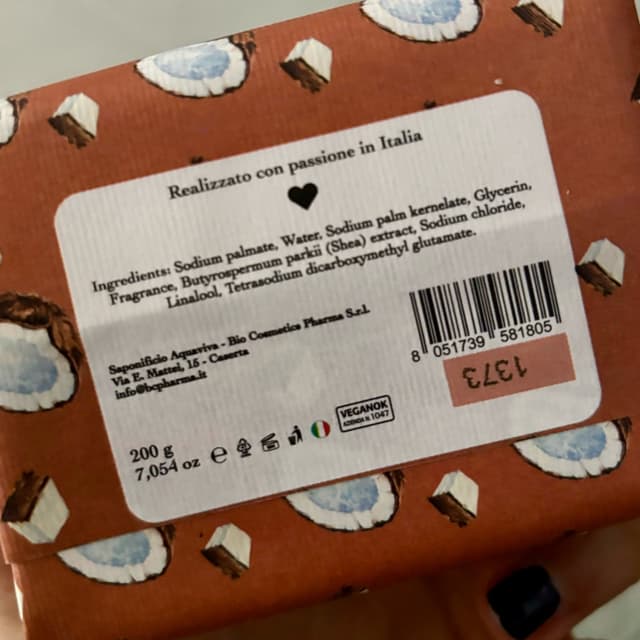 Realizzato con passione in Italia
Ingredients: Sodium palmate, Water, Sodium palm kernelate, Glycerin,
Fragrance, Butyrospermum parkii (Shea) extract, Sodium chloride,
Linalool, Tetrasodium dicarboxymethyl glutamate.
Saponificio Aquaviva - Bio Cosmetics Pharma S.r.l.
Via E. Mattei, 15 - Caserta
info@bcpharma.it
8 051739 581805
1373
200 g
7,054 oz e
VEGANOK
AZIENDA N. 1047